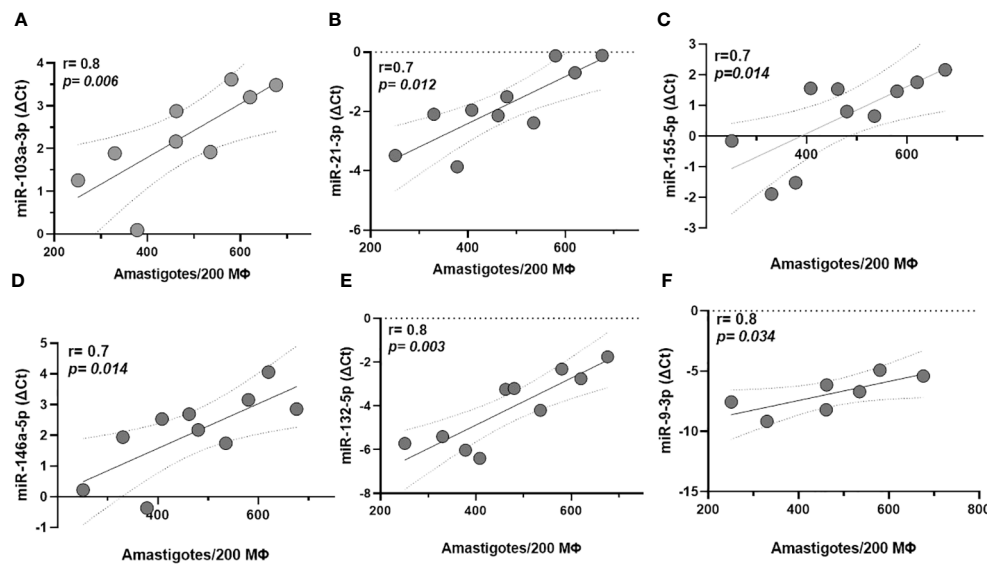 A
r= 0.8
p= 0.006
miR-103a-3p (ΔCt)
4
3
2
1
0
200 400 600
Amastigotes/200 MΦ
B
r=0.7
p= 0.012
miR-21-3p (ΔCt)
0
-2
-4
-6
200 400 600
Amastigotes/200 MΦ
C
r=0.7
p=0.014
miR-155-5p (ΔCt)
3
2
1
0
-1
-2
-3
400 600
Amastigotes/200 MΦ
D
r= 0.7
p= 0.014
miR-146a-5p (ΔCt)
5
4
3
2
1
0
-1
400 600
Amastigotes/200 MΦ
E
r= 0.8
p= 0.003
miR-132-5p (ΔCt)
0
-2
-4
-6
-8
200 400 600
Amastigotes/200 MΦ
F
r= 0.8
p= 0.034
miR-9-3p (ΔCt)
0
-5
-10
-15
200 400 600 800
Amastigotes/200 MΦ